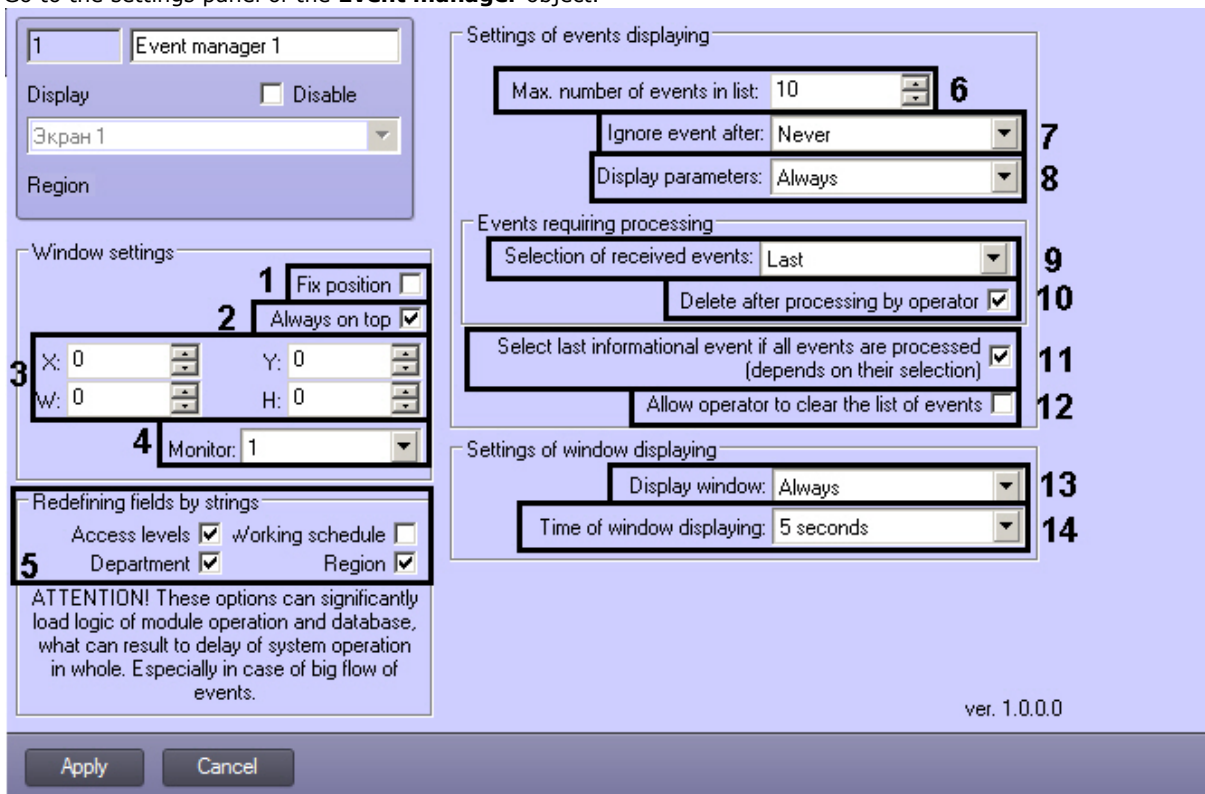 Go to the settings panel of the Event manager object.
1 Event manager 1
Display Disable
Экран 1
Region
Window settings
1 Fix position
2 Always on top
3 X: 0 Y: 0
W: 0 H: 0
4 Monitor: 1
Redefining fields by strings
Access levels Working schedule
5 Department Region
ATTENTION! These options can significantly
load logic of module operation and database,
what can result to delay of system operation
in whole. Especially in case of big flow of
events.
Settings of events displaying
Max. number of events in list: 10 6
Ignore event after: Never 7
Display parameters: Always 8
Events requiring processing
Selection of received events: Last 9
Delete after processing by operator 10
Select last informational event if all events are processed
(depends on their selection) 11
Allow operator to clear the list of events 12
Settings of window displaying
Display window: Always 13
Time of window displaying: 5 seconds 14
ver. 1.0.0.0
Apply Cancel